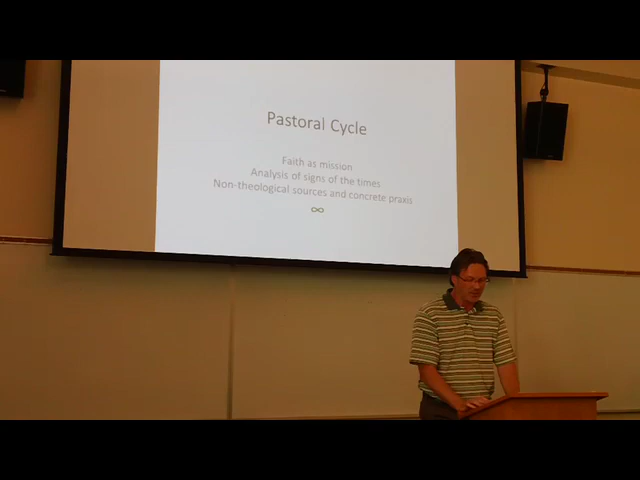 Pastoral Cycle
Faith as mission
Analysis of signs of the times
Non-theological sources and concrete praxis
∞